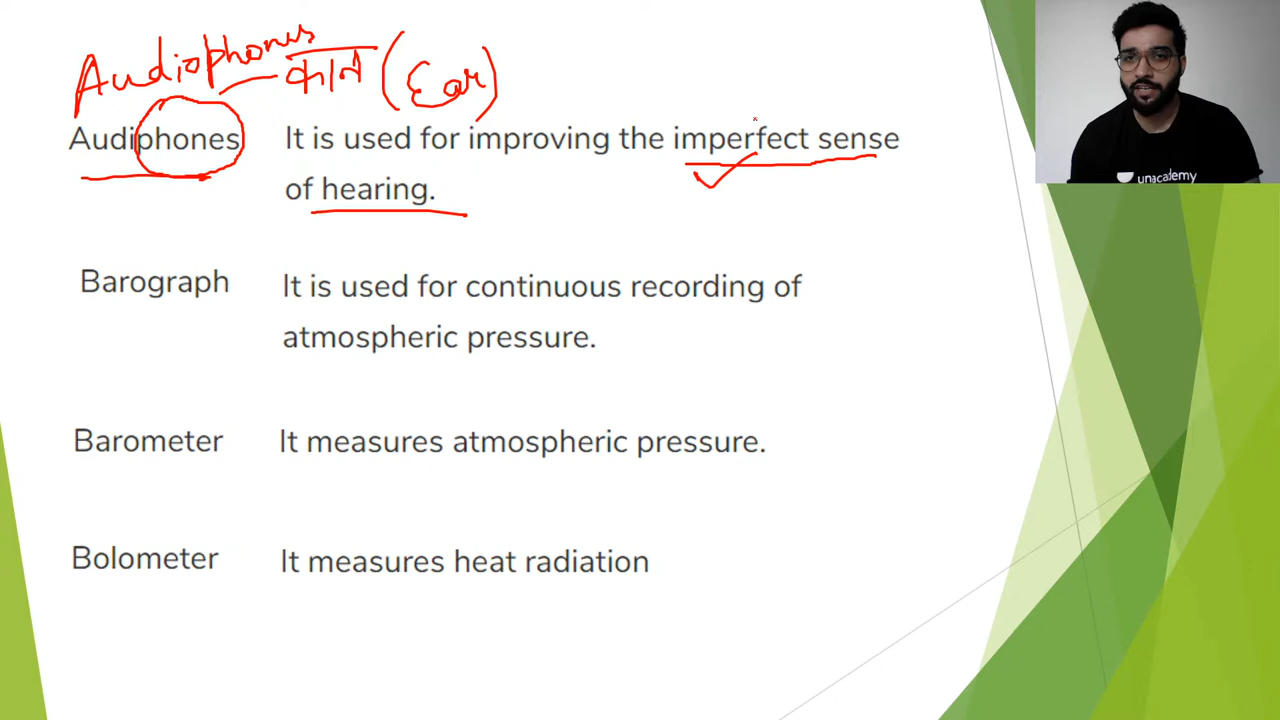 Audiophones
कान (Ear)
Audiphones It is used for improving the imperfect sense
of hearing.
unacademy
Barograph It is used for continuous recording of
atmospheric pressure.
Barometer It measures atmospheric pressure.
Bolometer It measures heat radiation